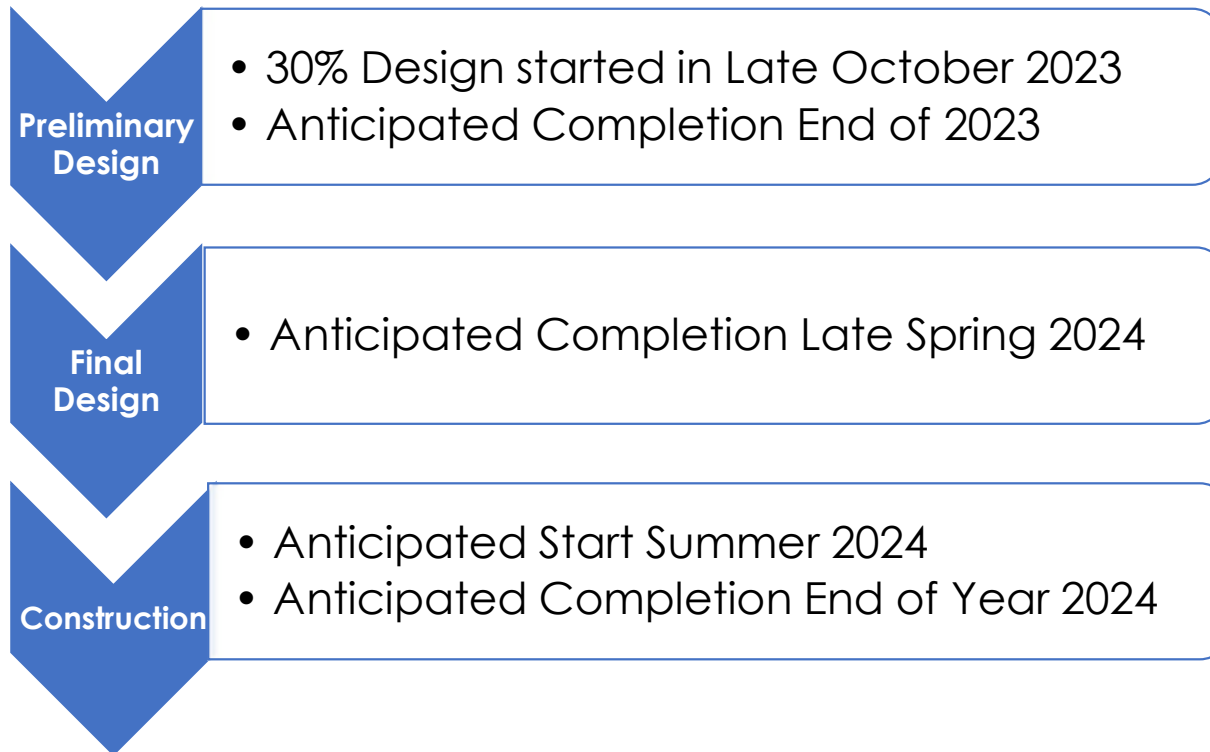 Preliminary
Design
• 30% Design started in Late October 2023
• Anticipated Completion End of 2023
Final
Design
• Anticipated Completion Late Spring 2024
Construction
• Anticipated Start Summer 2024
• Anticipated Completion End of Year 2024